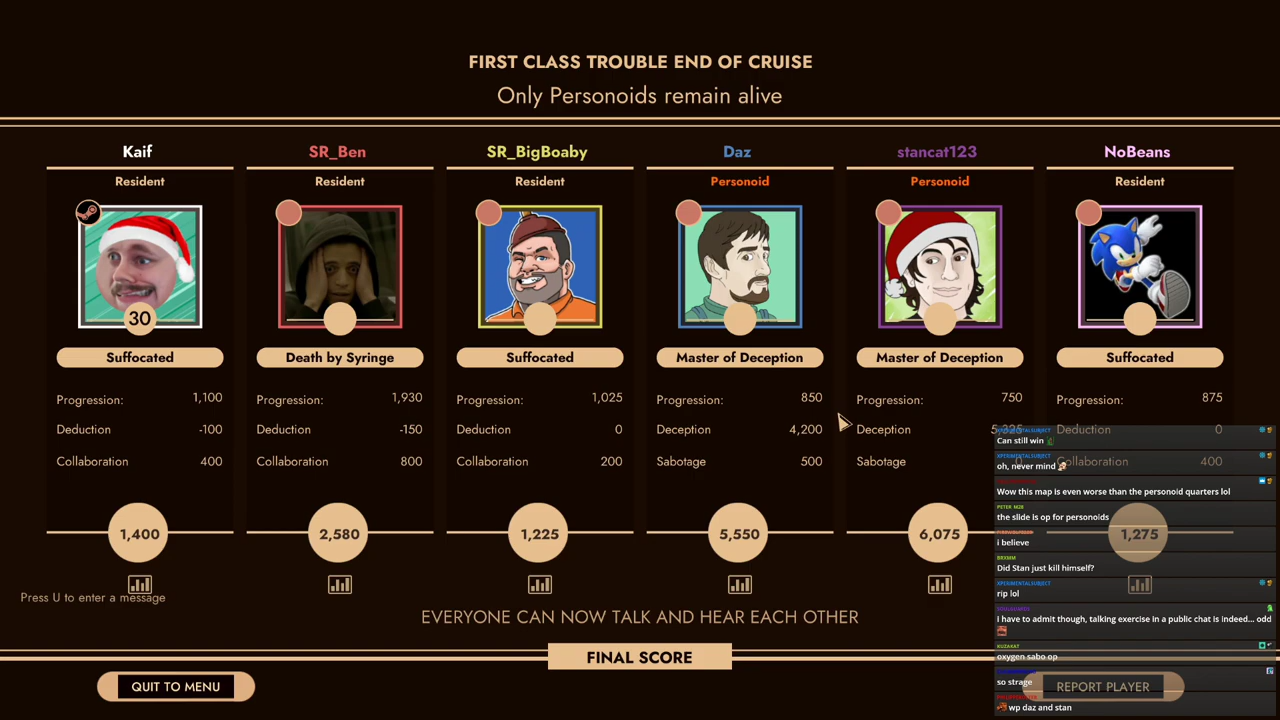 FIRST CLASS TROUBLE END OF CRUISE
Only Personoids remain alive
Kaif
Resident
30
Suffocated
Progression: 1,100
Deduction -100
Collaboration 400
1,400
SR_Ben
Resident
Death by Syringe
Progression: 1,930
Deduction -150
Collaboration 800
2,580
SR_BigBoaby
Resident
Suffocated
Progression: 1,025
Deduction 0
Collaboration 200
1,225
Daz
Personoid
Master of Deception
Progression: 850
Deception 4,200
Sabotage 500
5,550
stancat123
Personoid
Master of Deception
Progression: 750
Deception
Sabotage 0
6,075
NoBeans
Resident
Suffocated
Progression: 875
Deduction 0
Collaboration 400
1,275
Press U to enter a message
EVERYONE CAN NOW TALK AND HEAR EACH OTHER
FINAL SCORE
QUIT TO MENU
REPORT PLAYER
XPERIMENTALSUBJECT
Can still win
XPERIMENTALSUBJECT
oh, never mind
Wow this map is even worse than the personoid quarters lol
PETER MZB
the slide is op for personoids
i believe
BRXMM
Did Stan just kill himself?
XPERIMENTALSUBJECT
rip lol
i have to admit though, talking exercise in a public chat is indeed... odd
oxygen sabo op
so strage
wp daz and stan